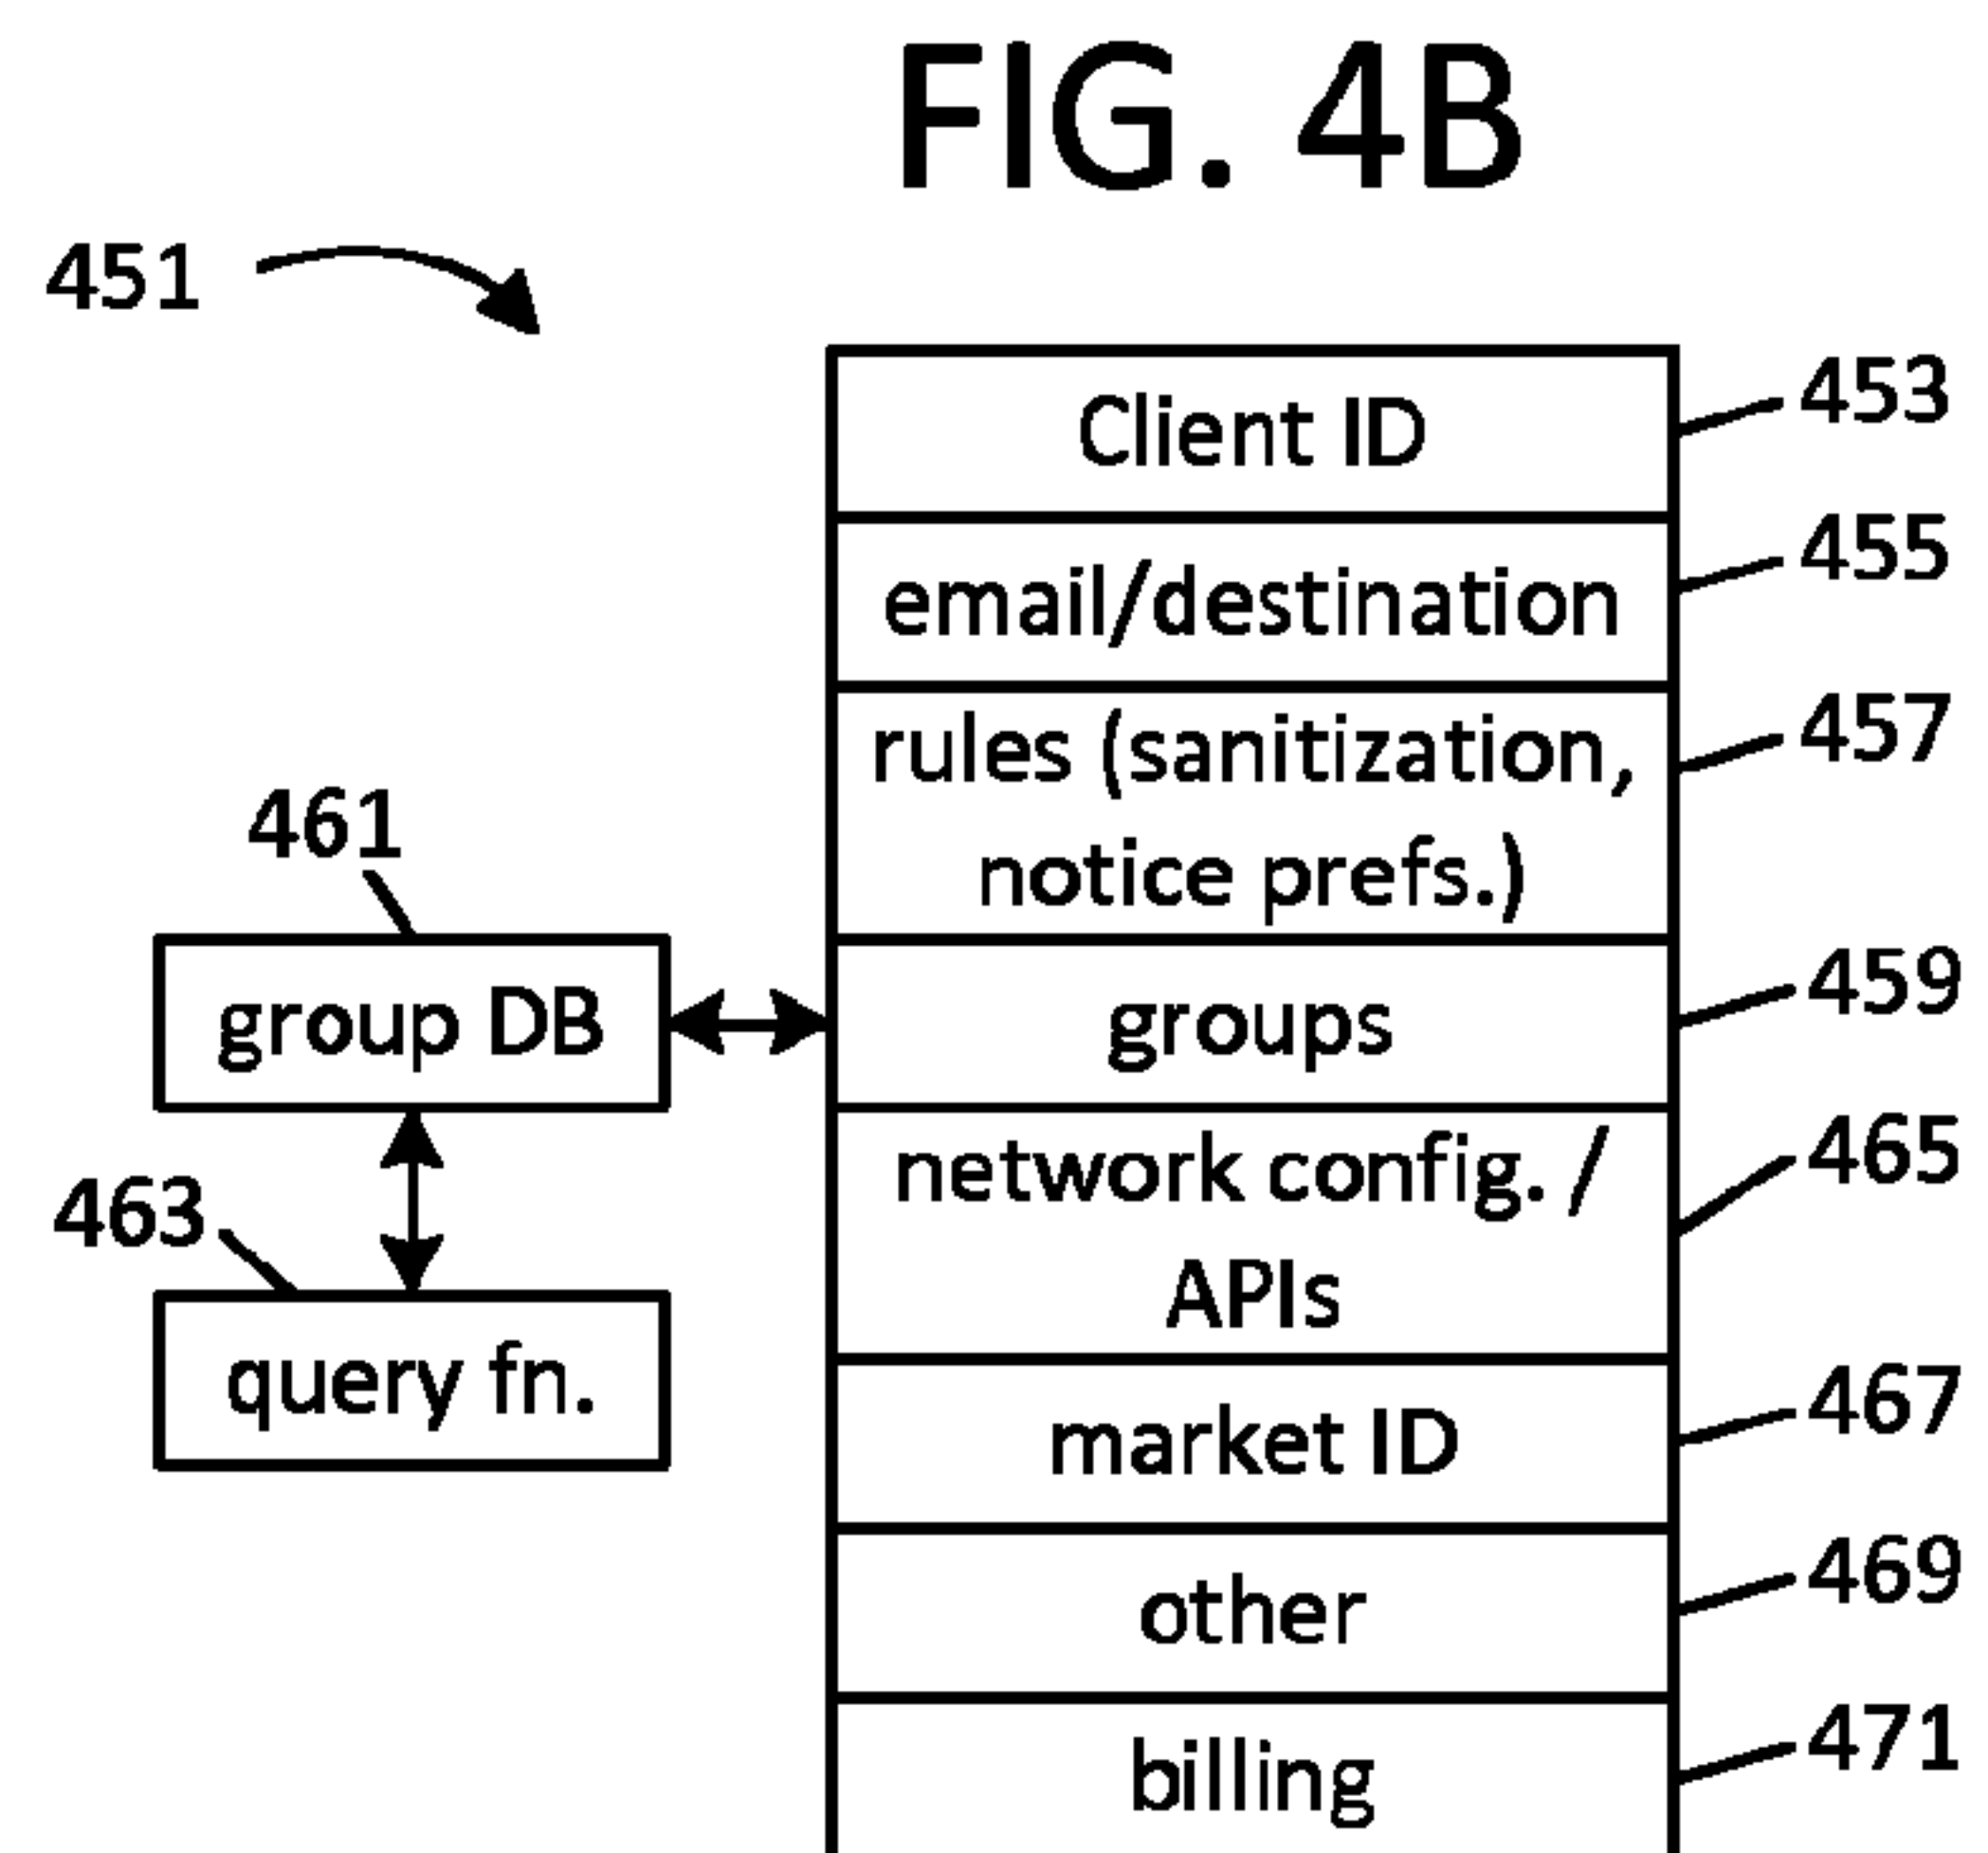 FIG. 4B
451
Client ID
453
email/destination
455
rules (sanitization,
notice prefs.)
457
461
group DB
groups
459
463
query fn.
network config. /
APIs
465
market ID
467
other
469
billing
471